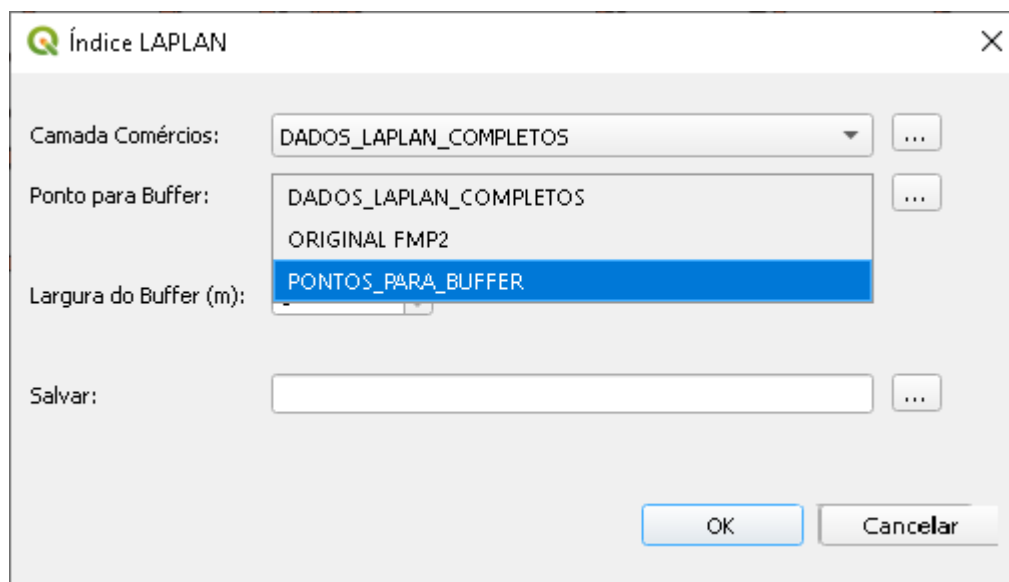 Índice LAPLAN
Camada Comércios:
DADOS_LAPLAN_COMPLETOS
...
Ponto para Buffer:
DADOS_LAPLAN_COMPLETOS
...
ORIGINAL FMP2
PONTOS_PARA_BUFFER
Largura do Buffer (m):
Salvar:
...
OK
Cancelar